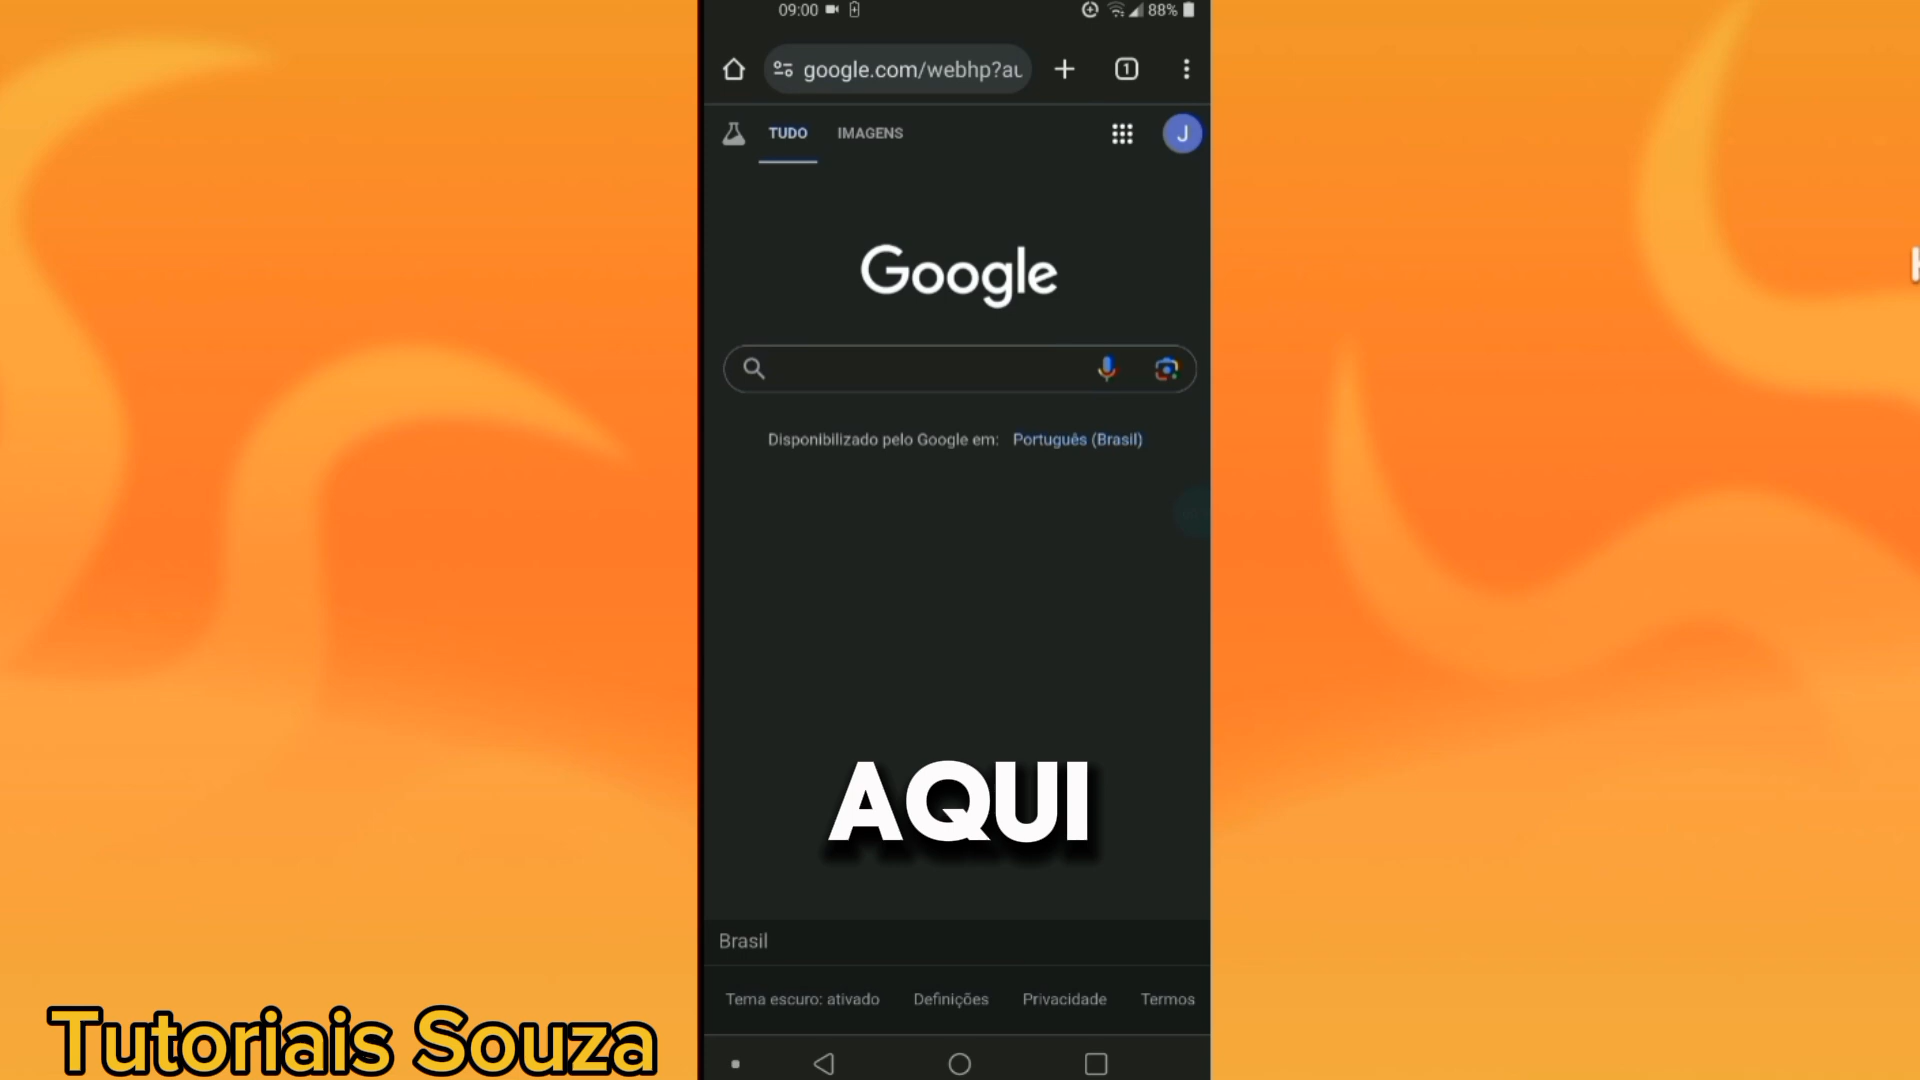 09:00 88%
google.com/webhp?au
1
TUDO IMAGENS J
Google
Disponibilizado pelo Google em: Português (Brasil)
AQUI
Brasil
Tema escuro: ativado Definições Privacidade Termos
Tutoriais Souza